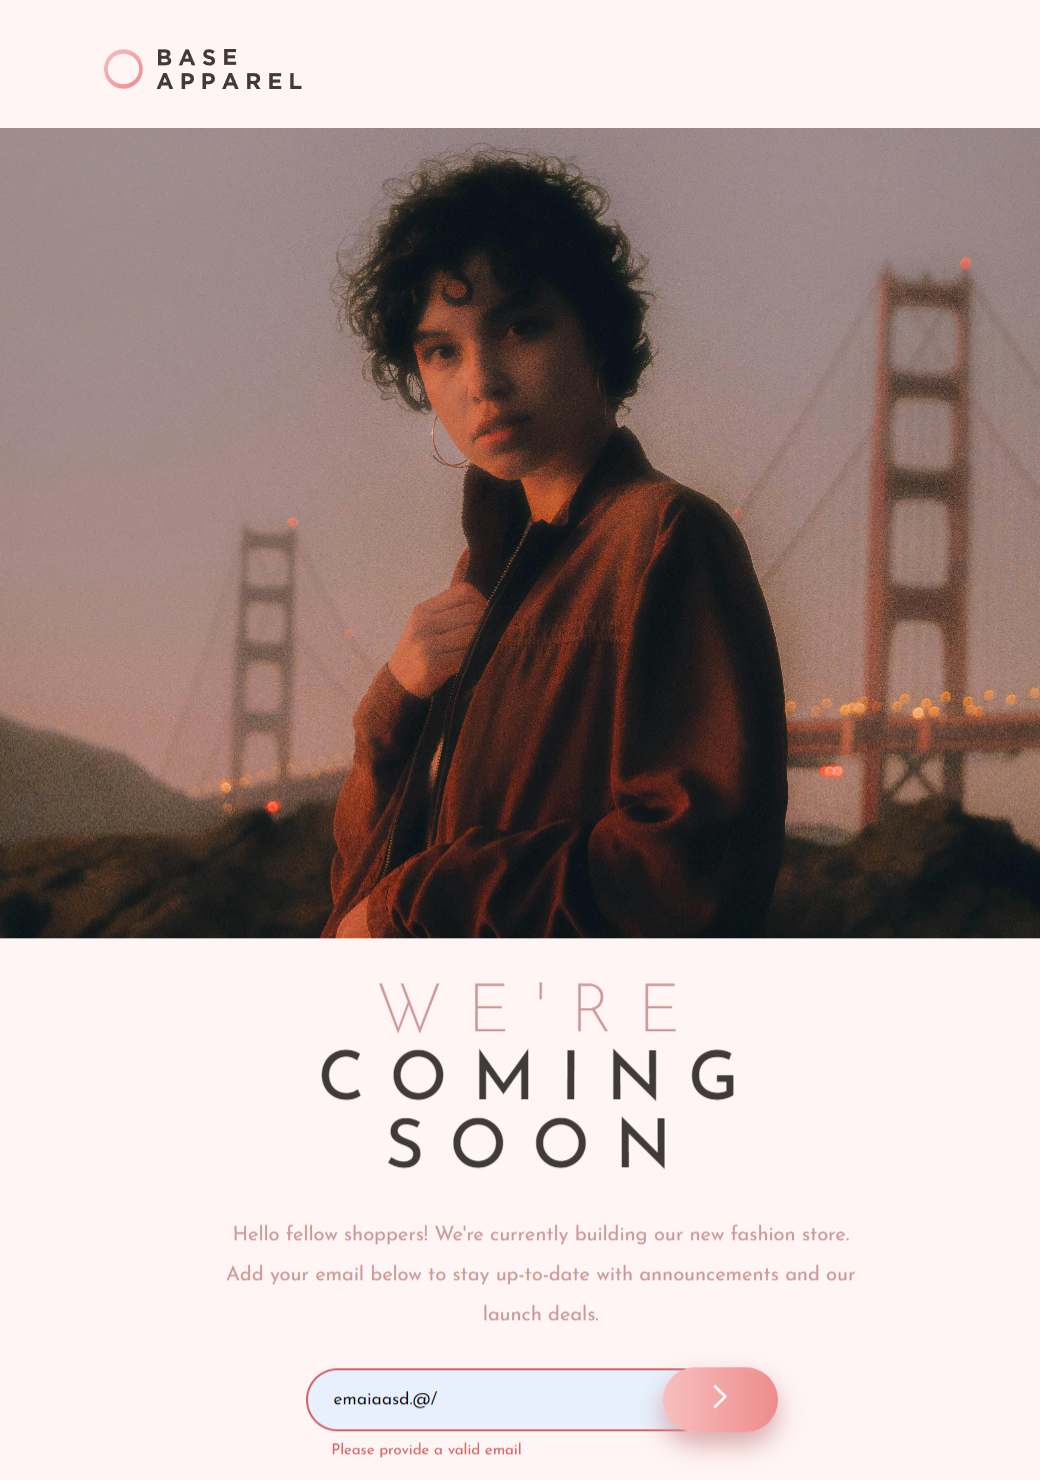 BASE
APPAREL
WE'RE
COMING
SOON
Hello fellow shoppers! We're currently building our new fashion store.
Add your email below to stay up-to-date with announcements and our
launch deals.
emaiaasd.@/
Please provide a valid email